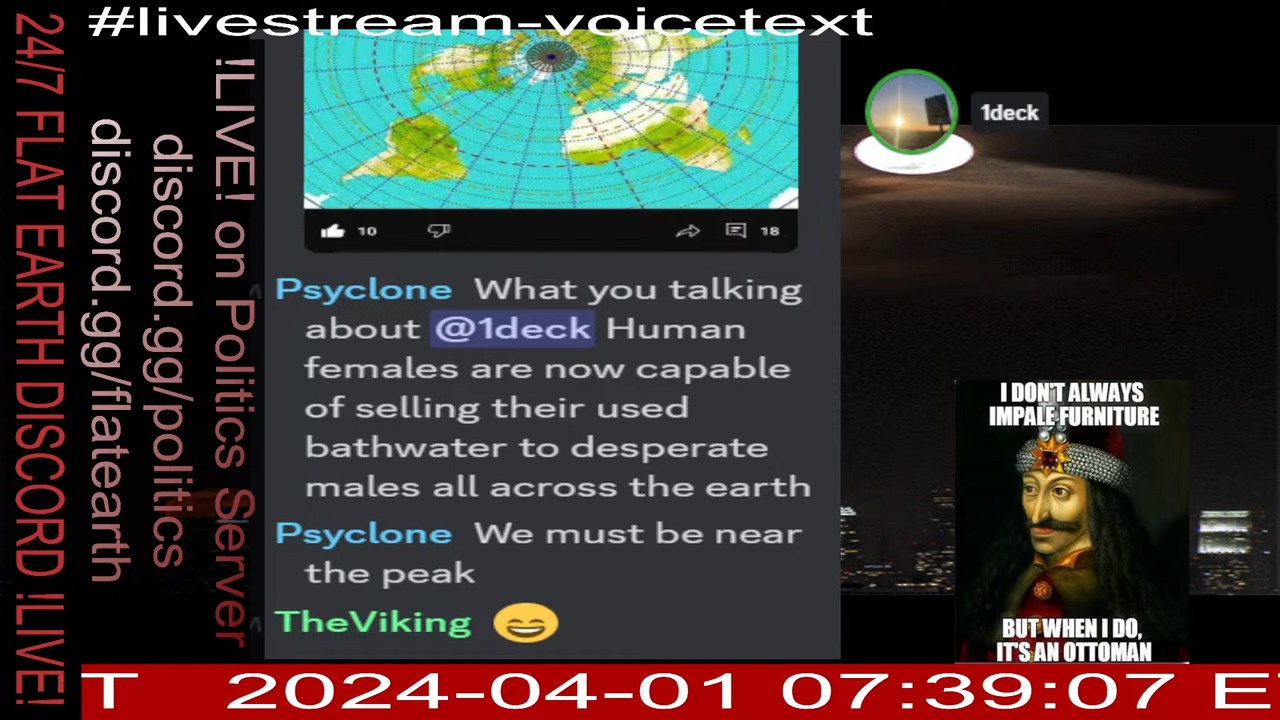 #livestream-voicetext
24/7 FLAT EARTH DISCORD !LIVE!
discord.gg/flatearth
discord.gg/politics
!LIVE! on Politics Server
10
18
Psyclone What you talking
about @1deck Human
females are now capable
of selling their used
bathwater to desperate
males all across the earth
Psyclone We must be near
the peak
TheViking
1deck
I DON'T ALWAYS
IMPALE FURNITURE
BUT WHEN I DO,
IT'S AN OTTOMAN
T 2024-04-01 07:39:07 E